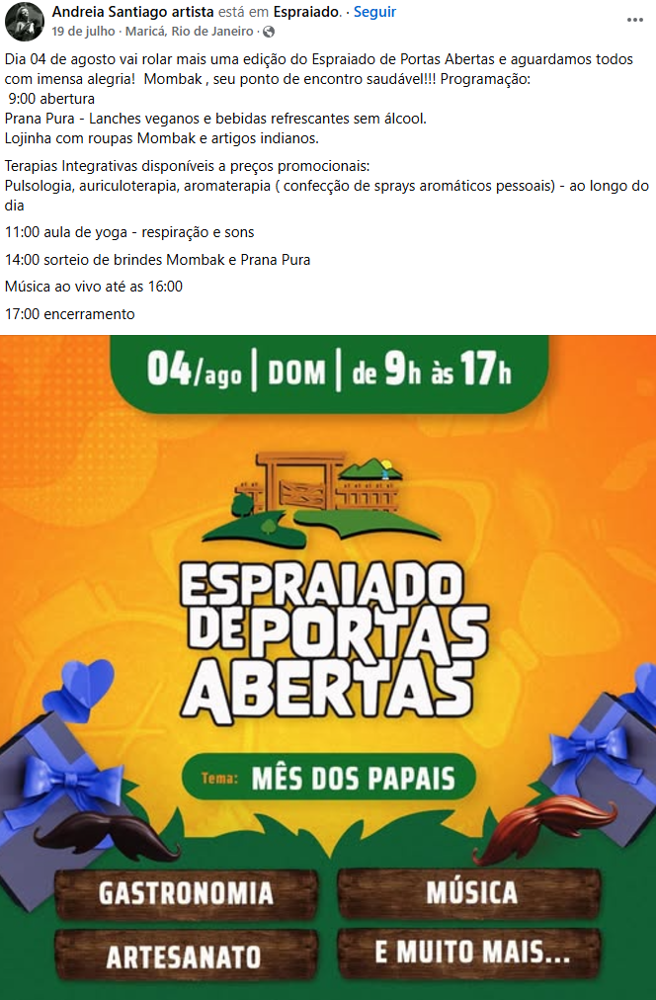 Andreia Santiago artista está em Espraiado. · Seguir
19 de julho · Maricá, Rio de Janeiro ·
Dia 04 de agosto vai rolar mais uma edição do Espraiado de Portas Abertas e aguardamos todos
com imensa alegria! Mombak , seu ponto de encontro saudável!!! Programação:
9:00 abertura
Prana Pura - Lanches veganos e bebidas refrescantes sem álcool.
Lojinha com roupas Mombak e artigos indianos.
Terapias Integrativas disponíveis a preços promocionais:
Pulsologia, auriculoterapia, aromaterapia ( confecção de sprays aromáticos pessoais) - ao longo do
dia
11:00 aula de yoga - respiração e sons
14:00 sorteio de brindes Mombak e Prana Pura
Música ao vivo até as 16:00
17:00 encerramento
04/ago | DOM | de 9h às 17h
ESPRAIADO
DE PORTAS
ABERTAS
Tema: MÊS DOS PAPAIS
GASTRONOMIA
MÚSICA
ARTESANATO
E MUITO MAIS...